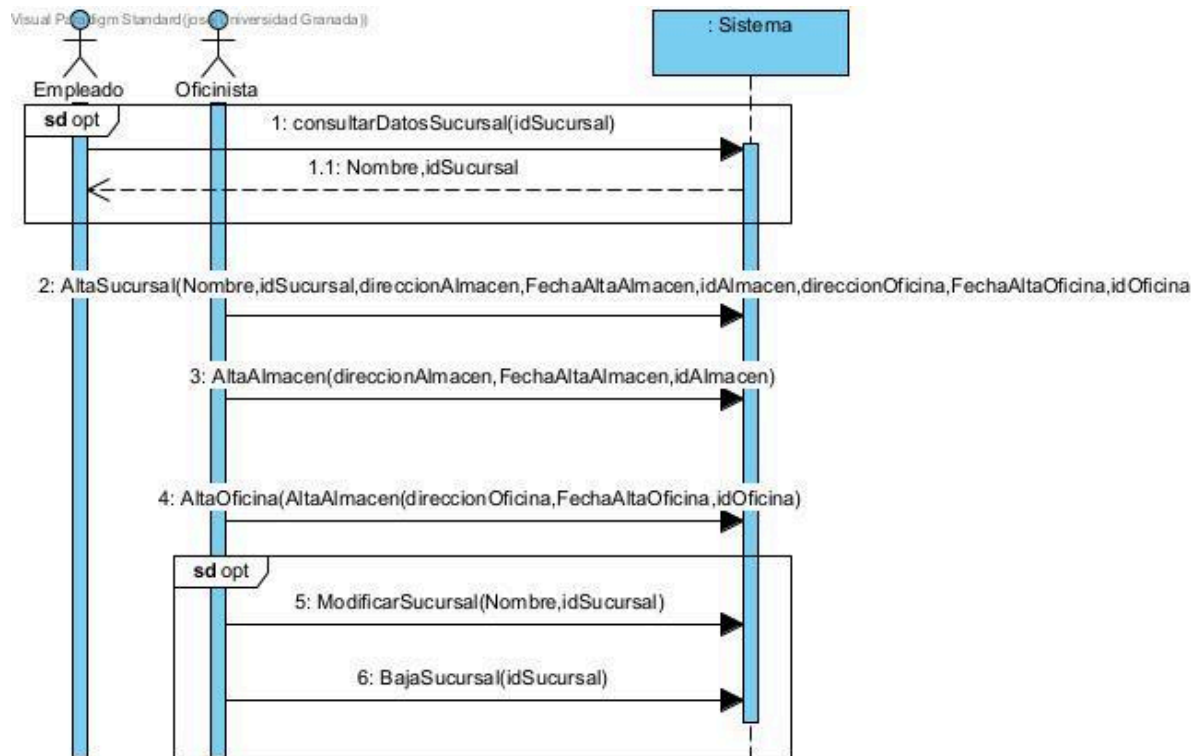 Visual Paradigm Standard(jose(Universidad Granada))
: Sistema
Empleado
Oficinista
sd opt
1: consultarDatosSucursal(idSucursal)
1.1: Nombre,idSucursal
2: AltaSucursal(Nombre,idSucursal,direccionAlmacen,FechaAltaAlmacen,idAlmacen,direccionOficina,FechaAltaOficina,idOficina
3: AltaAlmacen(direccionAlmacen,FechaAltaAlmacen,idAlmacen)
4: AltaOficina(AltaAlmacen(direccionOficina,FechaAltaOficina,idOficina)
sd opt
5: ModificarSucursal(Nombre,idSucursal)
6: BajaSucursal(idSucursal)